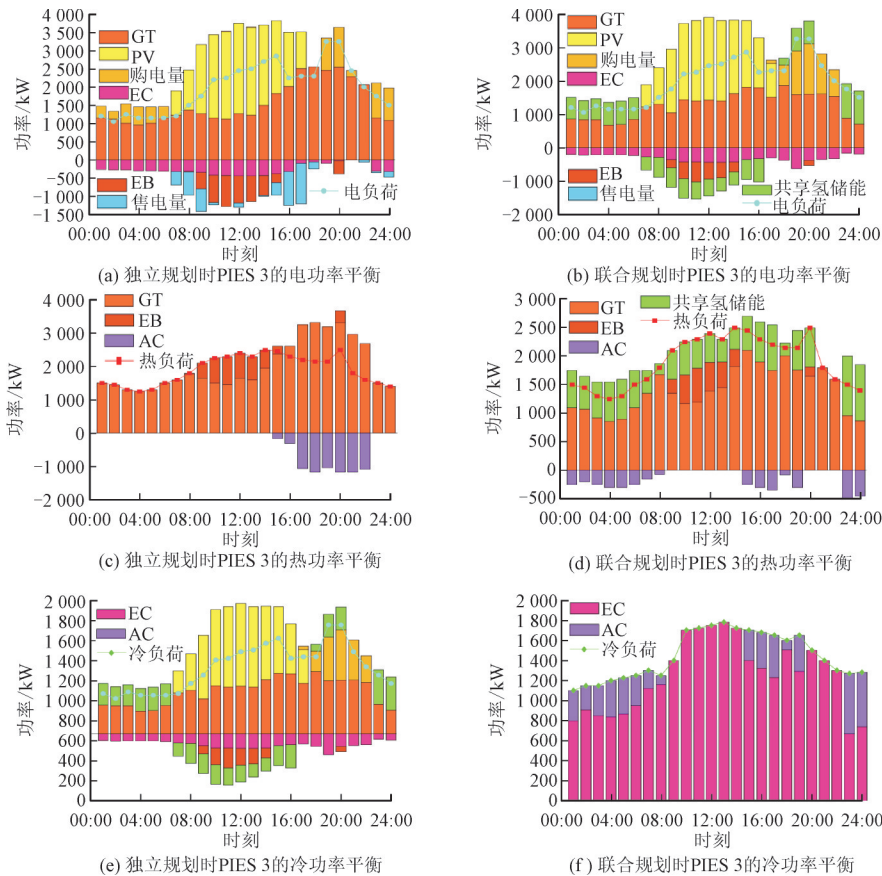 4 000
3 500
3 000
2 500
2 000
1 500
1 000
500
0
−500
−1 000
−1 500
功率/kW
GT
PV
购电量
EC
EB
售电量
电负荷
00:00 04:00 08:00 12:00 16:00 20:00 24:00
时刻
(a) 独立规划时PIES 3的电功率平衡
4 000
3 000
2 000
1 000
0
−1 000
−2 000
功率/kW
GT
PV
购电量
EC
EB
售电量
共享氢储能
电负荷
00:00 04:00 08:00 12:00 16:00 20:00 24:00
时刻
(b) 联合规划时PIES 3的电功率平衡
4 000
3 000
2 000
1 000
0
−1 000
−2 000
功率/kW
GT
EB
AC
热负荷
00:00 04:00 08:00 12:00 16:00 20:00 24:00
时刻
(c) 独立规划时PIES 3的热功率平衡
3 000
2 500
2 000
1 500
1 000
500
0
−500
功率/kW
GT
EB
AC
共享氢储能
热负荷
00:00 04:00 08:00 12:00 16:00 20:00 24:00
时刻
(d) 联合规划时PIES 3的热功率平衡
2 000
1 800
1 600
1 400
1 200
1 000
800
600
400
200
0
功率/kW
EC
AC
冷负荷
00:00 04:00 08:00 12:00 16:00 20:00 24:00
时刻
(e) 独立规划时PIES 3的冷功率平衡
2 000
1 800
1 600
1 400
1 200
1 000
800
600
400
200
0
功率/kW
EC
AC
冷负荷
00:00 04:00 08:00 12:00 16:00 20:00 24:00
时刻
(f) 联合规划时PIES 3的冷功率平衡